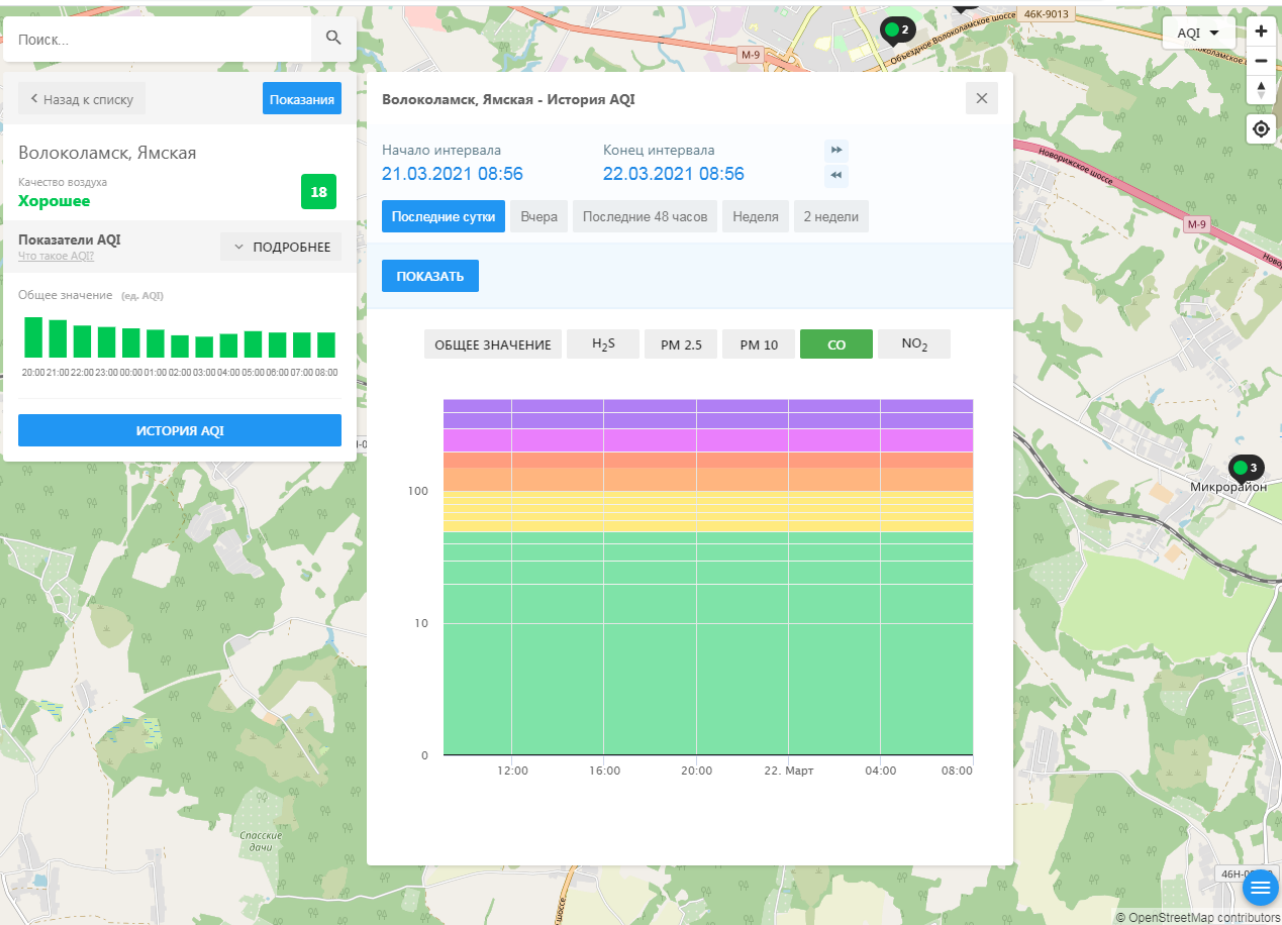 46K-9013
Объездное Волоколамское шоссе
2
AQI
Поиск...
M-9
Назад к списку
Показания
Волоколамск, Ямская - История AQI
Новорижское шоссе
Волоколамск, Ямская
Качество воздуха
Хорошее
18
Начало интервала
Конец интервала
21.03.2021 08:56
22.03.2021 08:56
Последние сутки
Вчера
Последние 48 часов
Неделя
2 недели
M-9
Показатели AQI
Что такое AQI?
ПОДРОБНЕЕ
ПОКАЗАТЬ
Общее значение (ед. AQI)
20:00 21:00 22:00 23:00 00:00 01:00 02:00 03:00 04:00 05:00 06:00 07:00 08:00
ОБЩЕЕ ЗНАЧЕНИЕ
H₂S
PM 2.5
PM 10
CO
NO₂
ИСТОРИЯ AQI
3
Микрорайон
100
10
0
12:00
16:00
20:00
22. Март
04:00
08:00
Спасские
дачи
© OpenStreetMap contributors